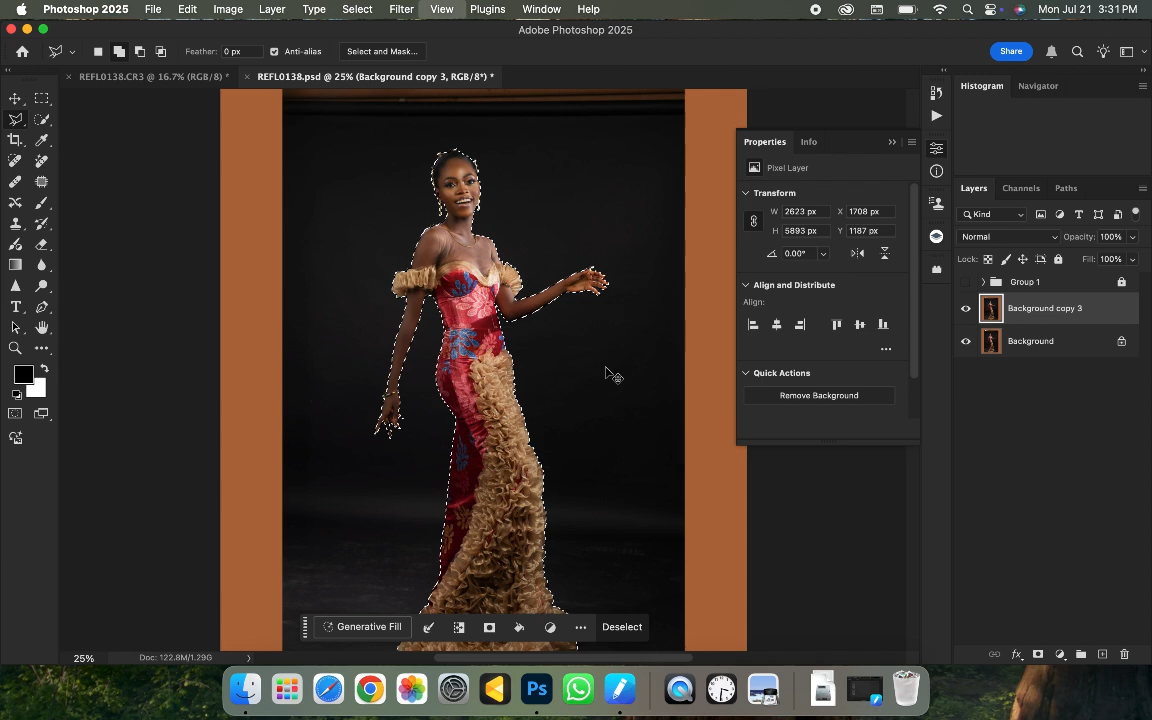 Photoshop 2025 File Edit Image Layer Type Select Filter View Plugins Window Help Mon Jul 21 3:31 PM
Adobe Photoshop 2025
Feather: 0 px Anti-alias Select and Mask... Share
× REFL0138.CR3 @ 16.7% (RGB/8) * × REFL0138.psd @ 25% (Background copy 3, RGB/8*) *
Histogram Navigator
Properties Info
Pixel Layer
Transform
W 2623 px X 1708 px
H 5893 px Y 1187 px
0.00°
Align and Distribute
Align:
Quick Actions
Remove Background
Layers Channels Paths
Kind
Normal Opacity: 100%
Lock: Fill: 100%
Group 1
Background copy 3
Background
Generative Fill Deselect
25% Doc: 122.8M/1.29G
Ps